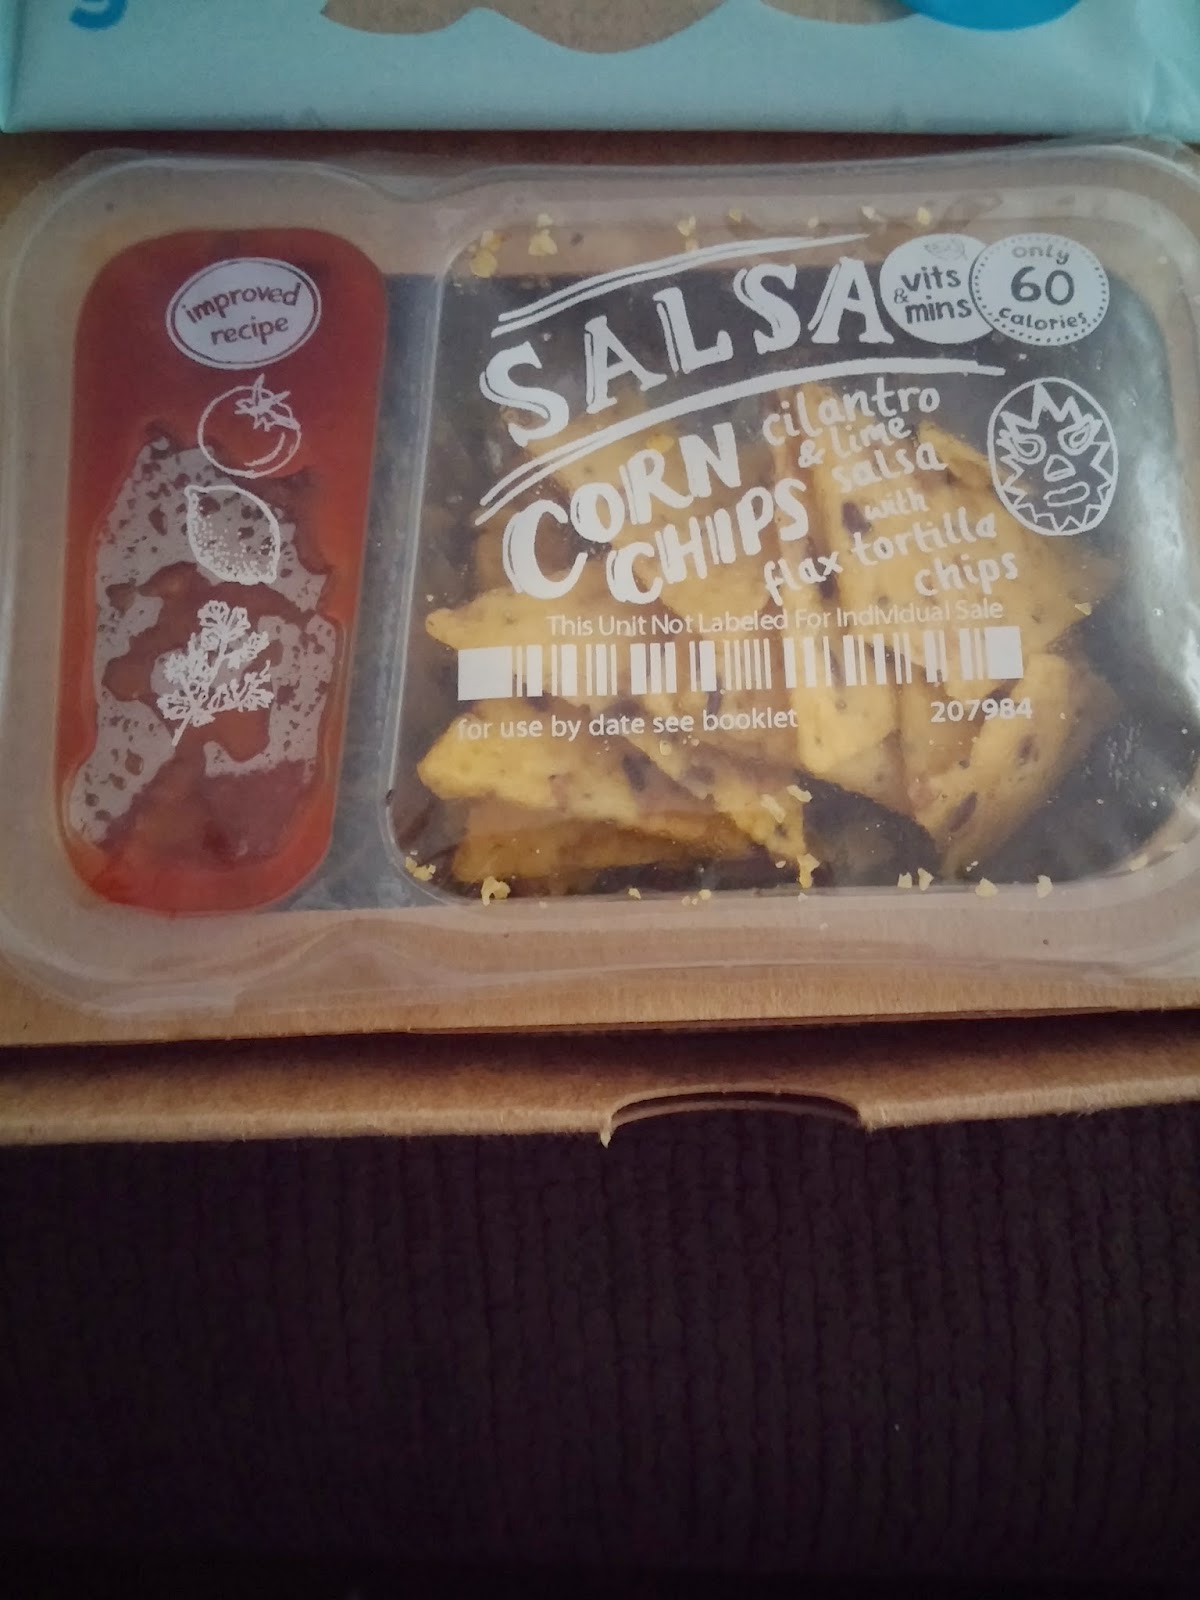 improved
recipe
SALSA
CORN
CHIPS
cilantro
& lime
salsa
with
flax tortilla
chips
vits
& mins
only
60
calories
This Unit Not Labeled For Individual Sale
for use by date see booklet
207984